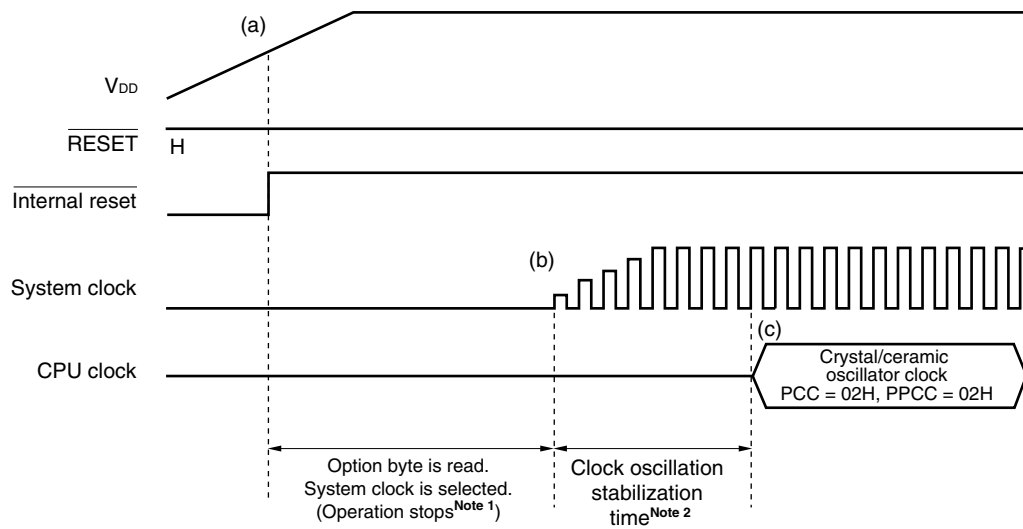 (a)
VDD
RESET
H
Internal reset
(b)
System clock
(c)
CPU clock
Crystal/ceramic
oscillator clock
PCC = 02H, PPCC = 02H
Option byte is read.
System clock is selected.
(Operation stopsNote 1)
Clock oscillation
stabilization
timeNote 2